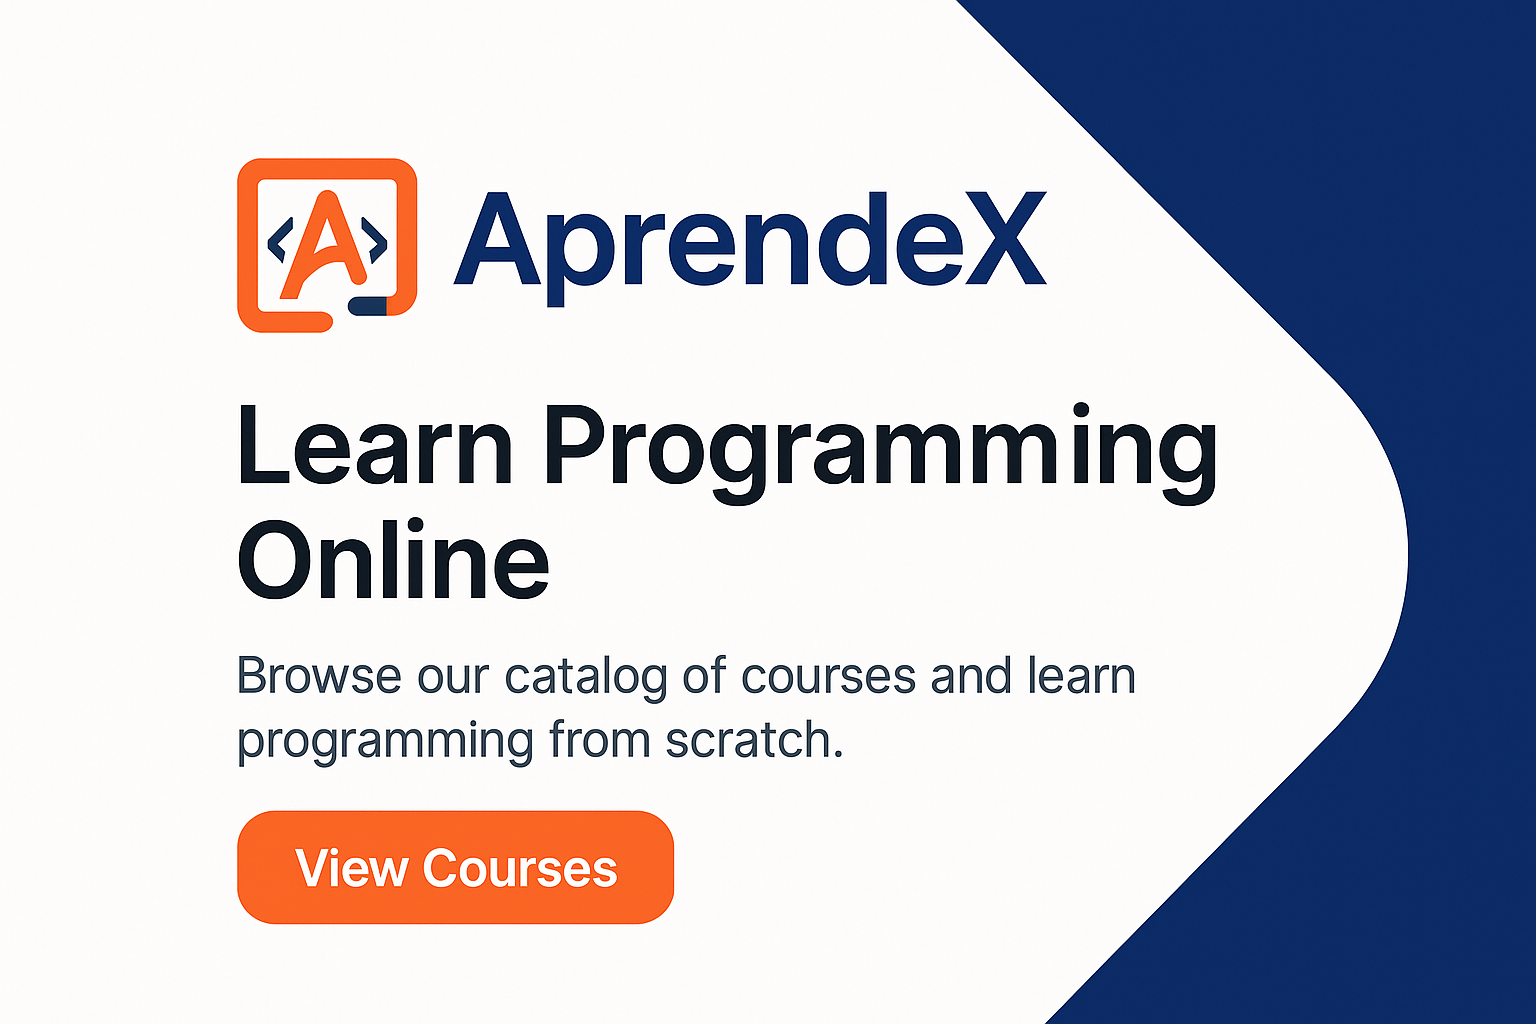 <A>
AprendeX
Learn Programming
Online
Browse our catalog of courses and learn
programming from scratch.
View Courses